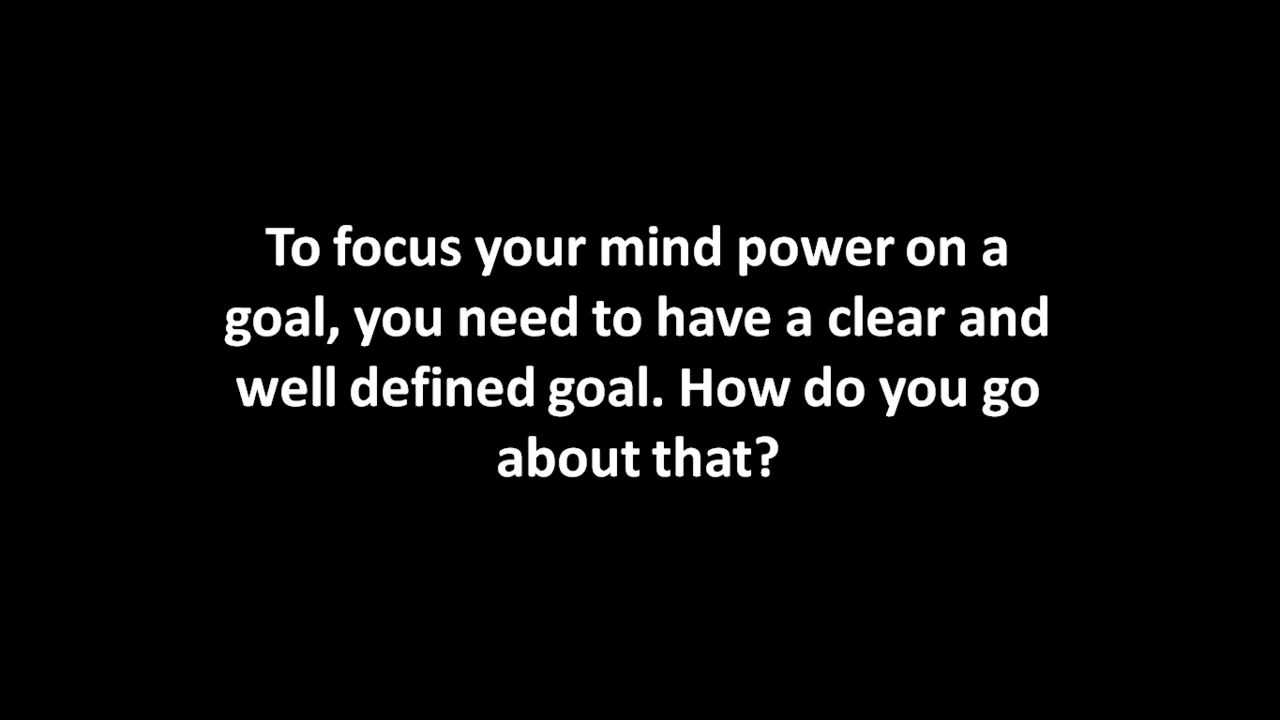 To focus your mind power on a
goal, you need to have a clear and
well defined goal. How do you go
about that?